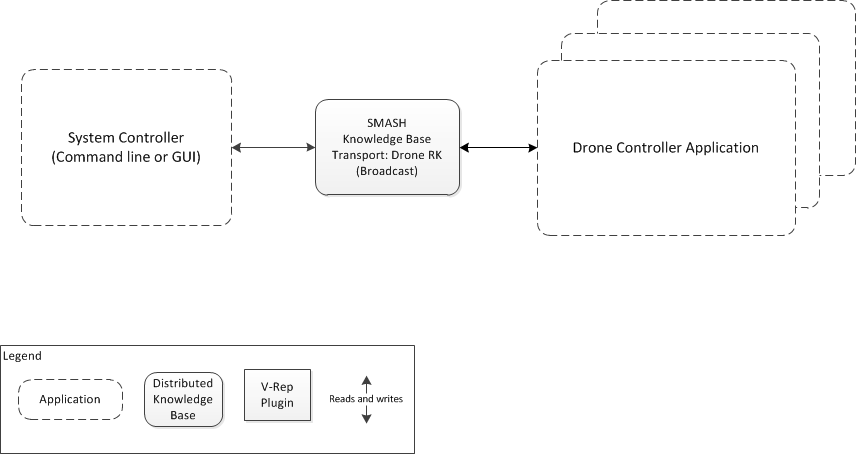 System Controller
(Command line or GUI)
SMASH
Knowledge Base
Transport: Drone RK
(Broadcast)
Drone Controller Application
Legend
Application
Distributed
Knowledge
Base
V-Rep
Plugin
Reads and writes